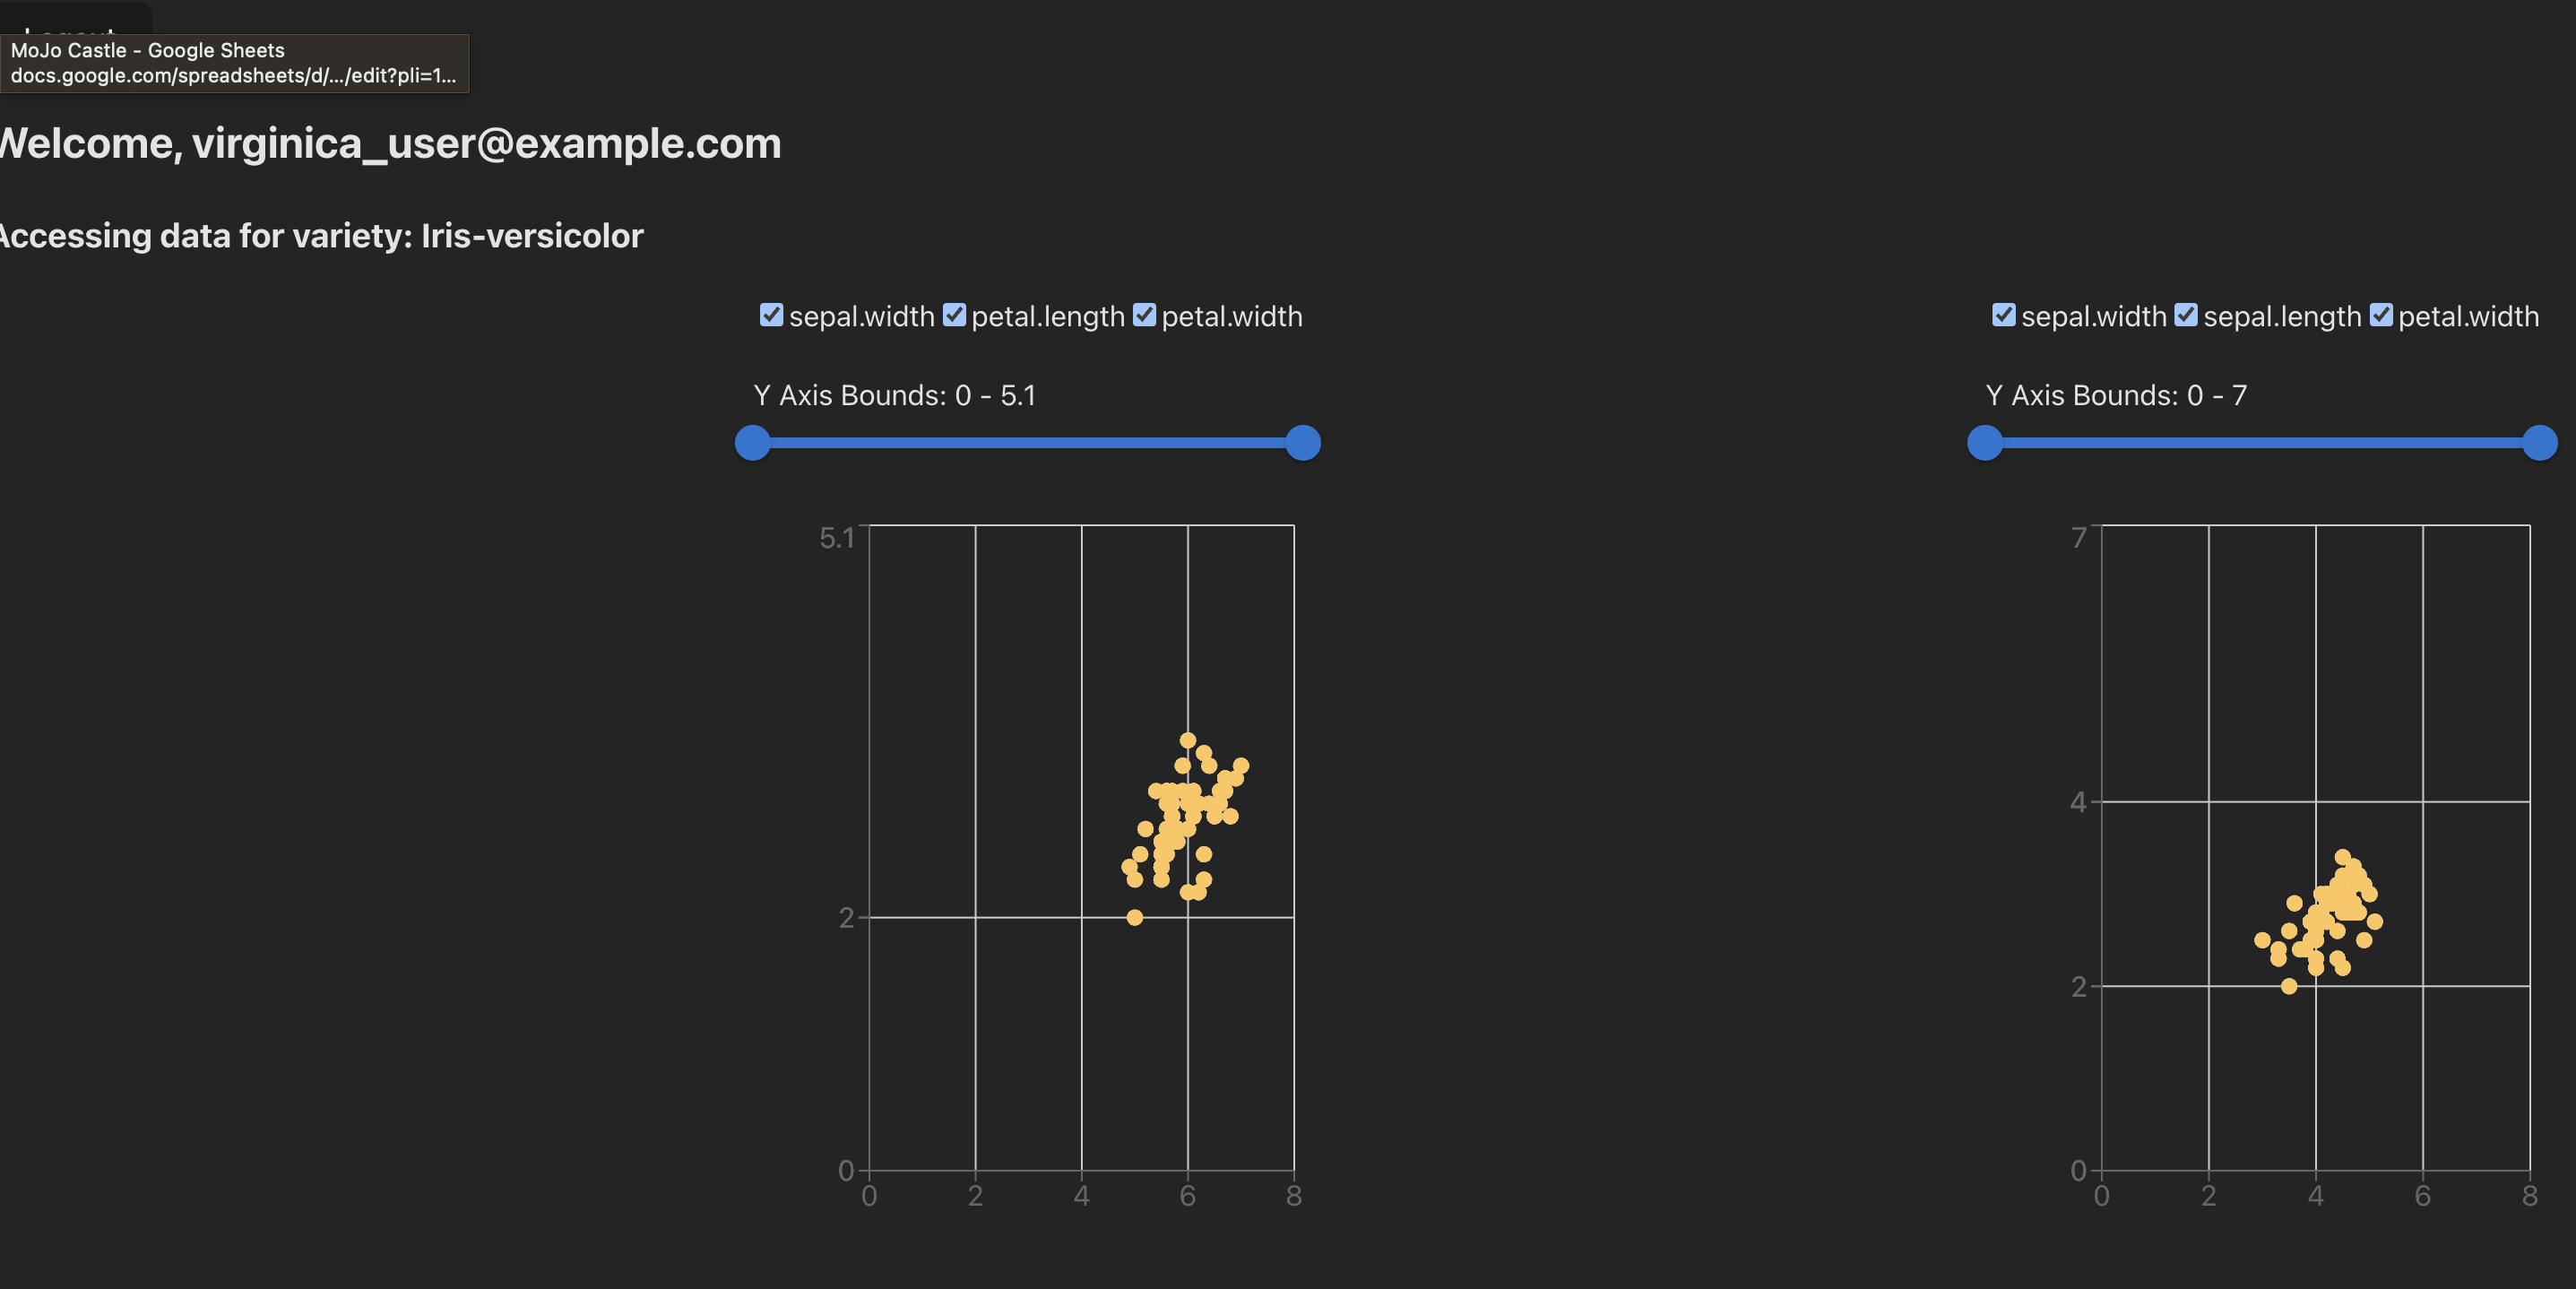 MoJo Castle - Google Sheets
docs.google.com/spreadsheets/d/.../edit?pli=1...
Welcome, virginica_user@example.com
Accessing data for variety: Iris-versicolor
sepal.width petal.length petal.width
Y Axis Bounds: 0 - 5.1
5.1
2
0
0 2 4 6 8
sepal.width sepal.length petal.width
Y Axis Bounds: 0 - 7
7
4
2
0
0 2 4 6 8